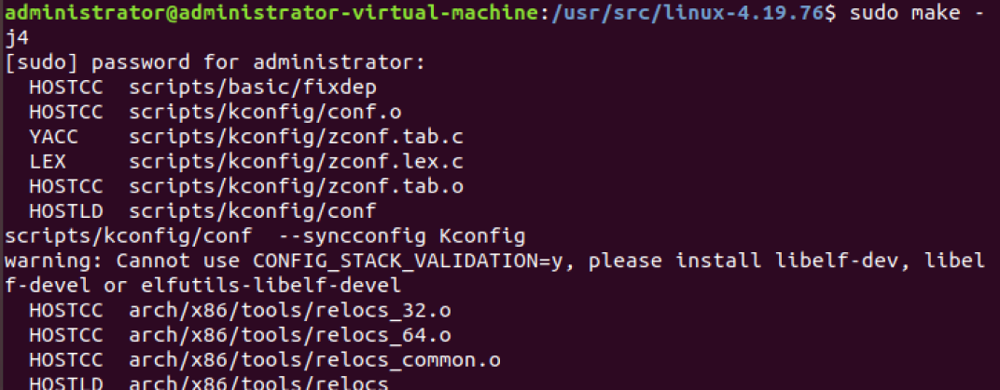 administrator@administrator-virtual-machine:/usr/src/linux-4.19.76$ sudo make -
j4
[sudo] password for administrator:
  HOSTCC  scripts/basic/fixdep
  HOSTCC  scripts/kconfig/conf.o
  YACC    scripts/kconfig/zconf.tab.c
  LEX     scripts/kconfig/zconf.lex.c
  HOSTCC  scripts/kconfig/zconf.tab.o
  HOSTLD  scripts/kconfig/conf
scripts/kconfig/conf  --syncconfig Kconfig
warning: Cannot use CONFIG_STACK_VALIDATION=y, please install libelf-dev, libel
f-devel or elfutils-libelf-devel
  HOSTCC  arch/x86/tools/relocs_32.o
  HOSTCC  arch/x86/tools/relocs_64.o
  HOSTCC  arch/x86/tools/relocs_common.o
  HOSTLD  arch/x86/tools/relocs